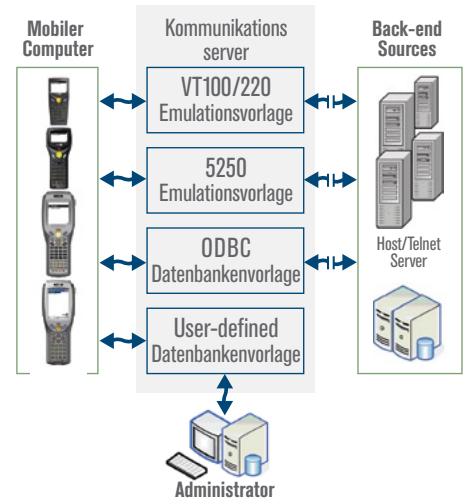 Mobiler
Computer
Kommunikations
server
Back-end
Sources
VT100/220
Emulationsvorlage
5250
Emulationsvorlage
ODBC
Datenbankenvorlage
User-defined
Datenbankenvorlage
Host/Telnet
Server
Administrator